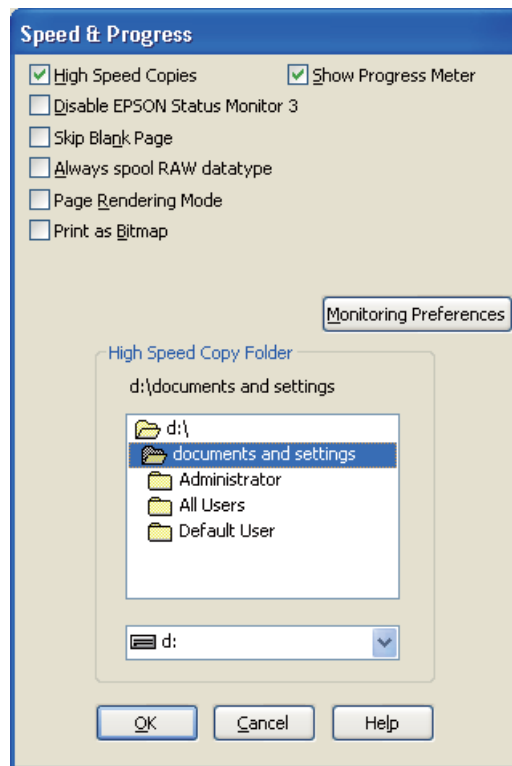 Speed & Progress
High Speed Copies Show Progress Meter
Disable EPSON Status Monitor 3
Skip Blank Page
Always spool RAW datatype
Page Rendering Mode
Print as Bitmap
Monitoring Preferences
High Speed Copy Folder
d:\documents and settings
d:\
documents and settings
Administrator
All Users
Default User
d:
OK Cancel Help